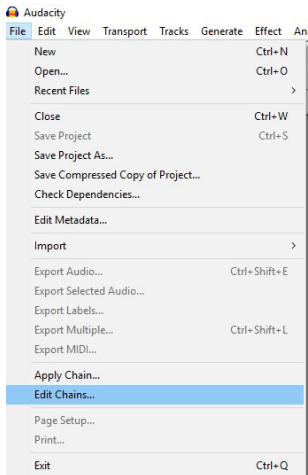 Audacity
File Edit View Transport Tracks Generate Effect An
New Ctrl+N
Open... Ctrl+O
Recent Files >
Close Ctrl+W
Save Project Ctrl+S
Save Project As...
Save Compressed Copy of Project...
Check Dependencies...
Edit Metadata...
Import >
Export Audio... Ctrl+Shift+E
Export Selected Audio...
Export Labels...
Export Multiple... Ctrl+Shift+L
Export MIDI...
Apply Chain...
Edit Chains...
Page Setup...
Print...
Exit Ctrl+Q